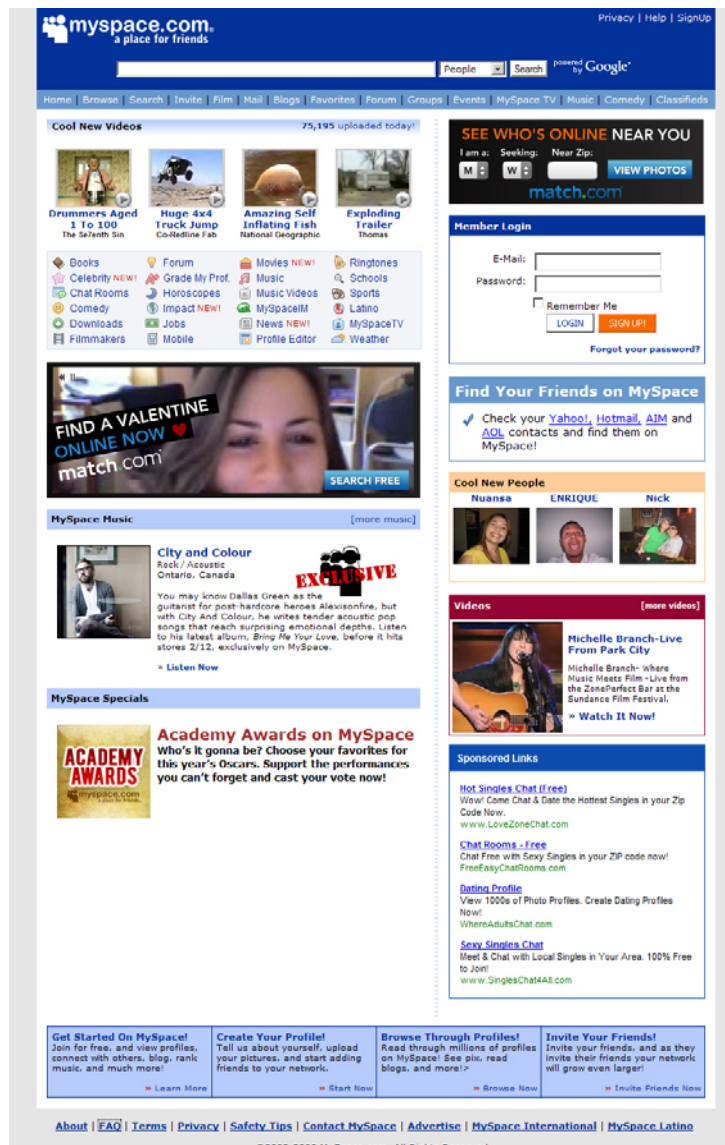 Privacy | Help | SignUp
myspace.com.
a place for friends
People Search powered by Google
Home | Browse | Search | Invite | Film | Mail | Blogs | Favorites | Forum | Groups | Events | MySpace TV | Music | Comedy | Classifieds
Cool New Videos 75,195 uploaded today!
Drummers Aged 1 To 100
The Se7enth Sin
Huge 4x4 Truck Jump
Co-Redline Fab
Amazing Self Inflating Fish
National Geographic
Exploding Trailer
Thomas
Books Forum Movies NEW! Ringtones
Celebrity NEW! Grade My Prof. Music Schools
Chat Rooms Horoscopes Music Videos Sports
Comedy Impact NEW! MySpaceIM Latino
Downloads Jobs News NEW! MySpaceTV
Filmmakers Mobile Profile Editor Weather
FIND A VALENTINE
ONLINE NOW
match.com
SEARCH FREE
MySpace Music [more music]
City and Colour
Rock / Acoustic
Ontario, Canada
EXCLUSIVE
You may know Dallas Green as the
guitarist for post-hardcore heroes Alexisonfire, but
with City And Colour, he writes tender acoustic pop
songs that reach surprising emotional depths. Listen
to his latest album, Bring Me Your Love, before it hits
stores 2/12, exclusively on MySpace.
» Listen Now
MySpace Specials
ACADEMY
AWARDS
myspace.com
a place for friends
Academy Awards on MySpace
Who's it gonna be? Choose your favorites for
this year's Oscars. Support the performances
you can't forget and cast your vote now!
SEE WHO'S ONLINE NEAR YOU
I am a: Seeking: Near Zip:
M W VIEW PHOTOS
match.com
Member Login
E-Mail:
Password:
Remember Me
LOGIN SIGN UP!
Forgot your password?
Find Your Friends on MySpace
Check your Yahoo!, Hotmail, AIM and
AOL contacts and find them on
MySpace!
Cool New People
Nuansa ENRIQUE Nick
Videos [more videos]
Michelle Branch-Live
From Park City
Michelle Branch- Where
Music Meets Film -Live from
the ZonePerfect Bar at the
Sundance Film Festival.
» Watch It Now!
Sponsored Links
Hot Singles Chat (Free)
Wow! Come Chat & Date the Hottest Singles in your Zip
Code Now.
www.LoveZoneChat.com
Chat Rooms - Free
Chat Free with Sexy Singles in your ZIP code now!
FreeEasyChatRooms.com
Dating Profile
View 1000s of Photo Profiles. Create Dating Profiles
Now!
WhereAdultsChat.com
Sexy Singles Chat
Meet & Chat with Local Singles in Your Area. 100% Free
to Join!
www.SinglesChat4All.com
Get Started On MySpace!
Join for free, and view profiles,
connect with others, blog, rank
music, and much more!
» Learn More
Create Your Profile!
Tell us about yourself, upload
your pictures, and start adding
friends to your network.
» Start Now
Browse Through Profiles!
Read through millions of profiles
on MySpace! See pix, read
blogs, and more!>
» Browse Now
Invite Your Friends!
Invite your friends, and as they
invite their friends your network
will grow even larger!
» Invite Friends Now
About | FAQ | Terms | Privacy | Safety Tips | Contact MySpace | Advertise | MySpace International | MySpace Latino